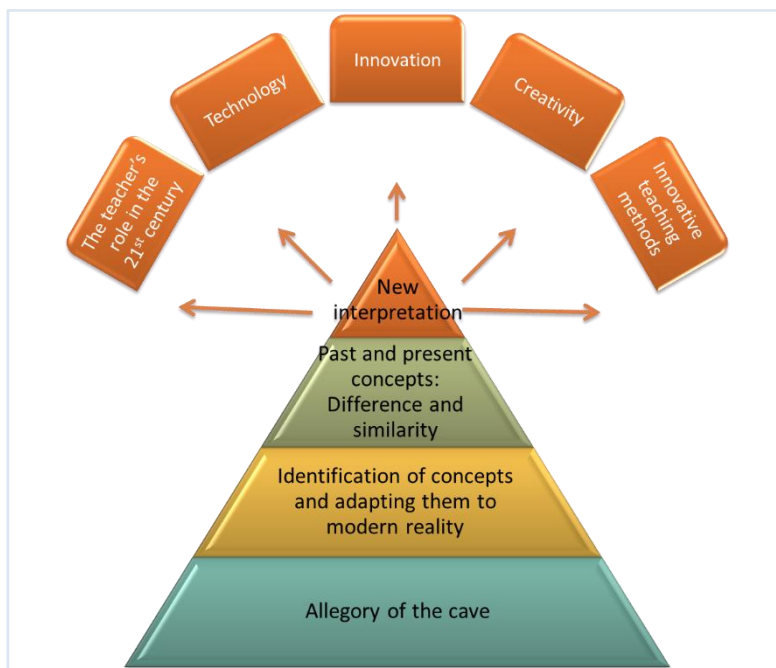 Innovation
Technology
Creativity
The teacher's
role in the
21st century
Innovative
teaching
methods
New
interpretation
Past and present
concepts:
Difference and
similarity
Identification of concepts
and adapting them to
modern reality
Allegory of the cave